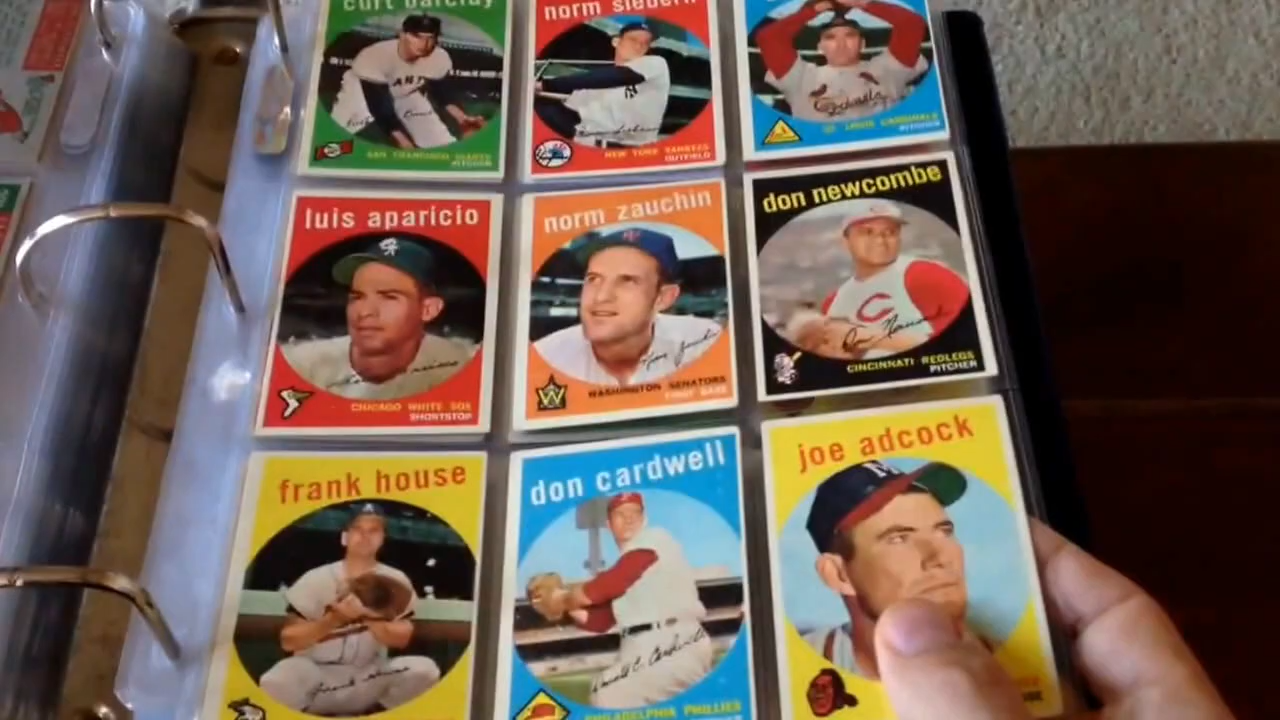 curt barclay
SAN FRANCISCO GIANTS
PITCHER
norm siebern
NEW YORK YANKEES
OUTFIELD
Cardinals
ST. LOUIS CARDINALS
PITCHER
luis aparicio
CHICAGO WHITE SOX
SHORTSTOP
norm zauchin
W
WASHINGTON SENATORS
FIRST BASE
don newcombe
C
C
CINCINNATI REDLEGS
PITCHER
frank house
don cardwell
PHILADELPHIA PHILLIES
joe adcock